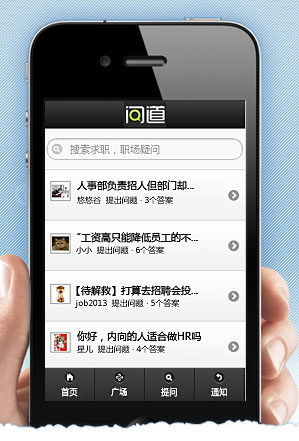 问道
搜索求职，职场疑问
人事部负责招人但部门却...
悠悠谷 提出问题 · 3个答案
“工资高只能降低员工的不...
小小 提出问题 · 6个答案
【待解救】打算去招聘会投...
job2013 提出问题 · 5个答案
你好，内向的人适合做HR吗
星儿 提出问题 · 4个答案
首页 广场 提问 通知